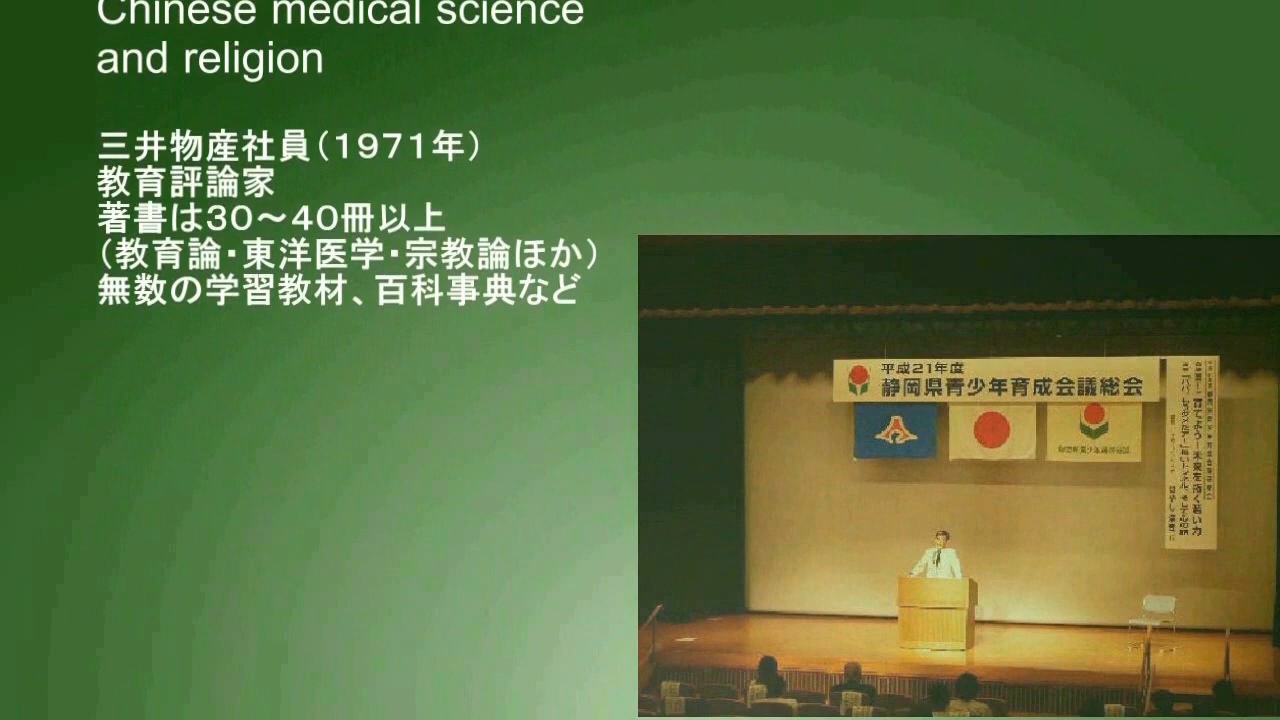 Chinese medical science
and religion
三井物産社員（1971年）
教育評論家
著書は30～40冊以上
（教育論・東洋医学・宗教論ほか）
無数の学習教材、百科事典など
平成21年度
静岡県青少年育成会議総会